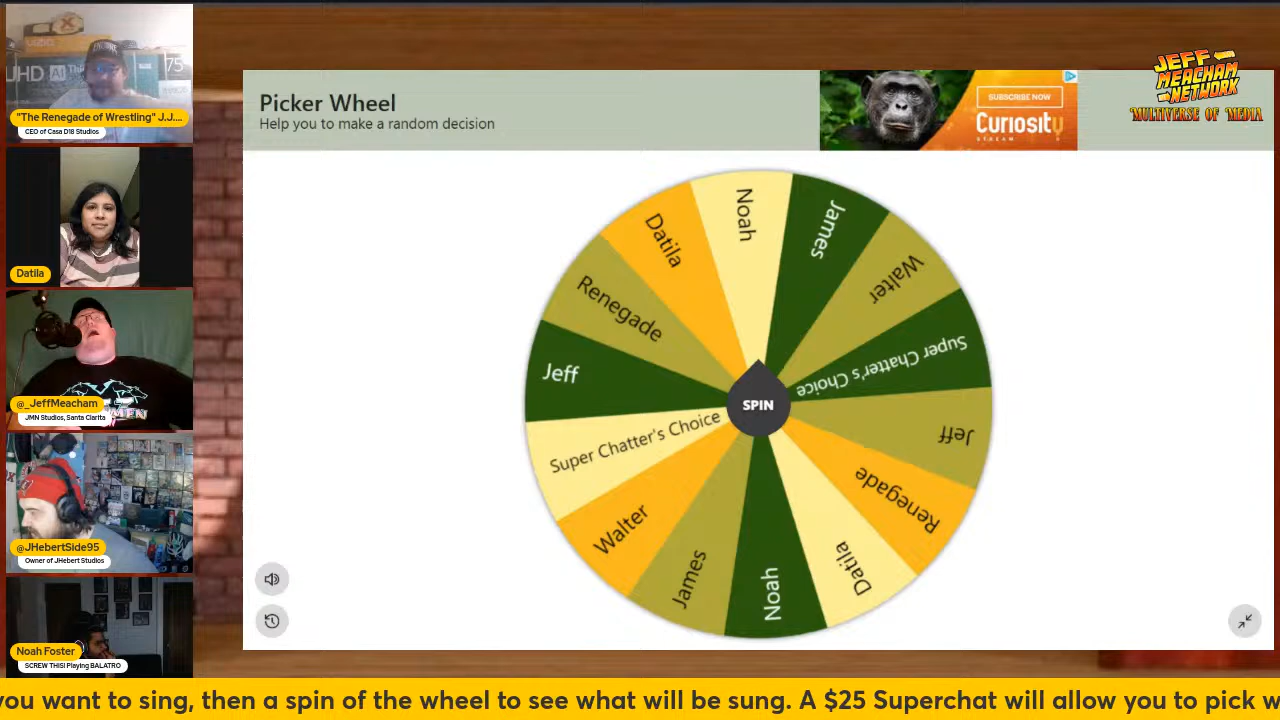 UHD AI 75
"The Renegade of Wrestling" J.J....
CEO of Casa D18 Studios
Datila
@_JeffMeacham
JMN Studios, Santa Clarita
@JHebertSide95
Owner of JHebert Studios
Noah Foster
SCREW THIS! Playing BALATRO
Picker Wheel
Help you to make a random decision
SUBSCRIBE NOW
Curiosity
STREAM
JEFF
MEACHAM
NETWORK
MULTIVERSE OF MEDIA
Noah
James
Walter
Super Chatter's Choice
Jeff
Renegade
Datila
Noah
James
Walter
Super Chatter's Choice
Jeff
Renegade
Datila
SPIN
you want to sing, then a spin of the wheel to see what will be sung. A $25 Superchat will allow you to pick w